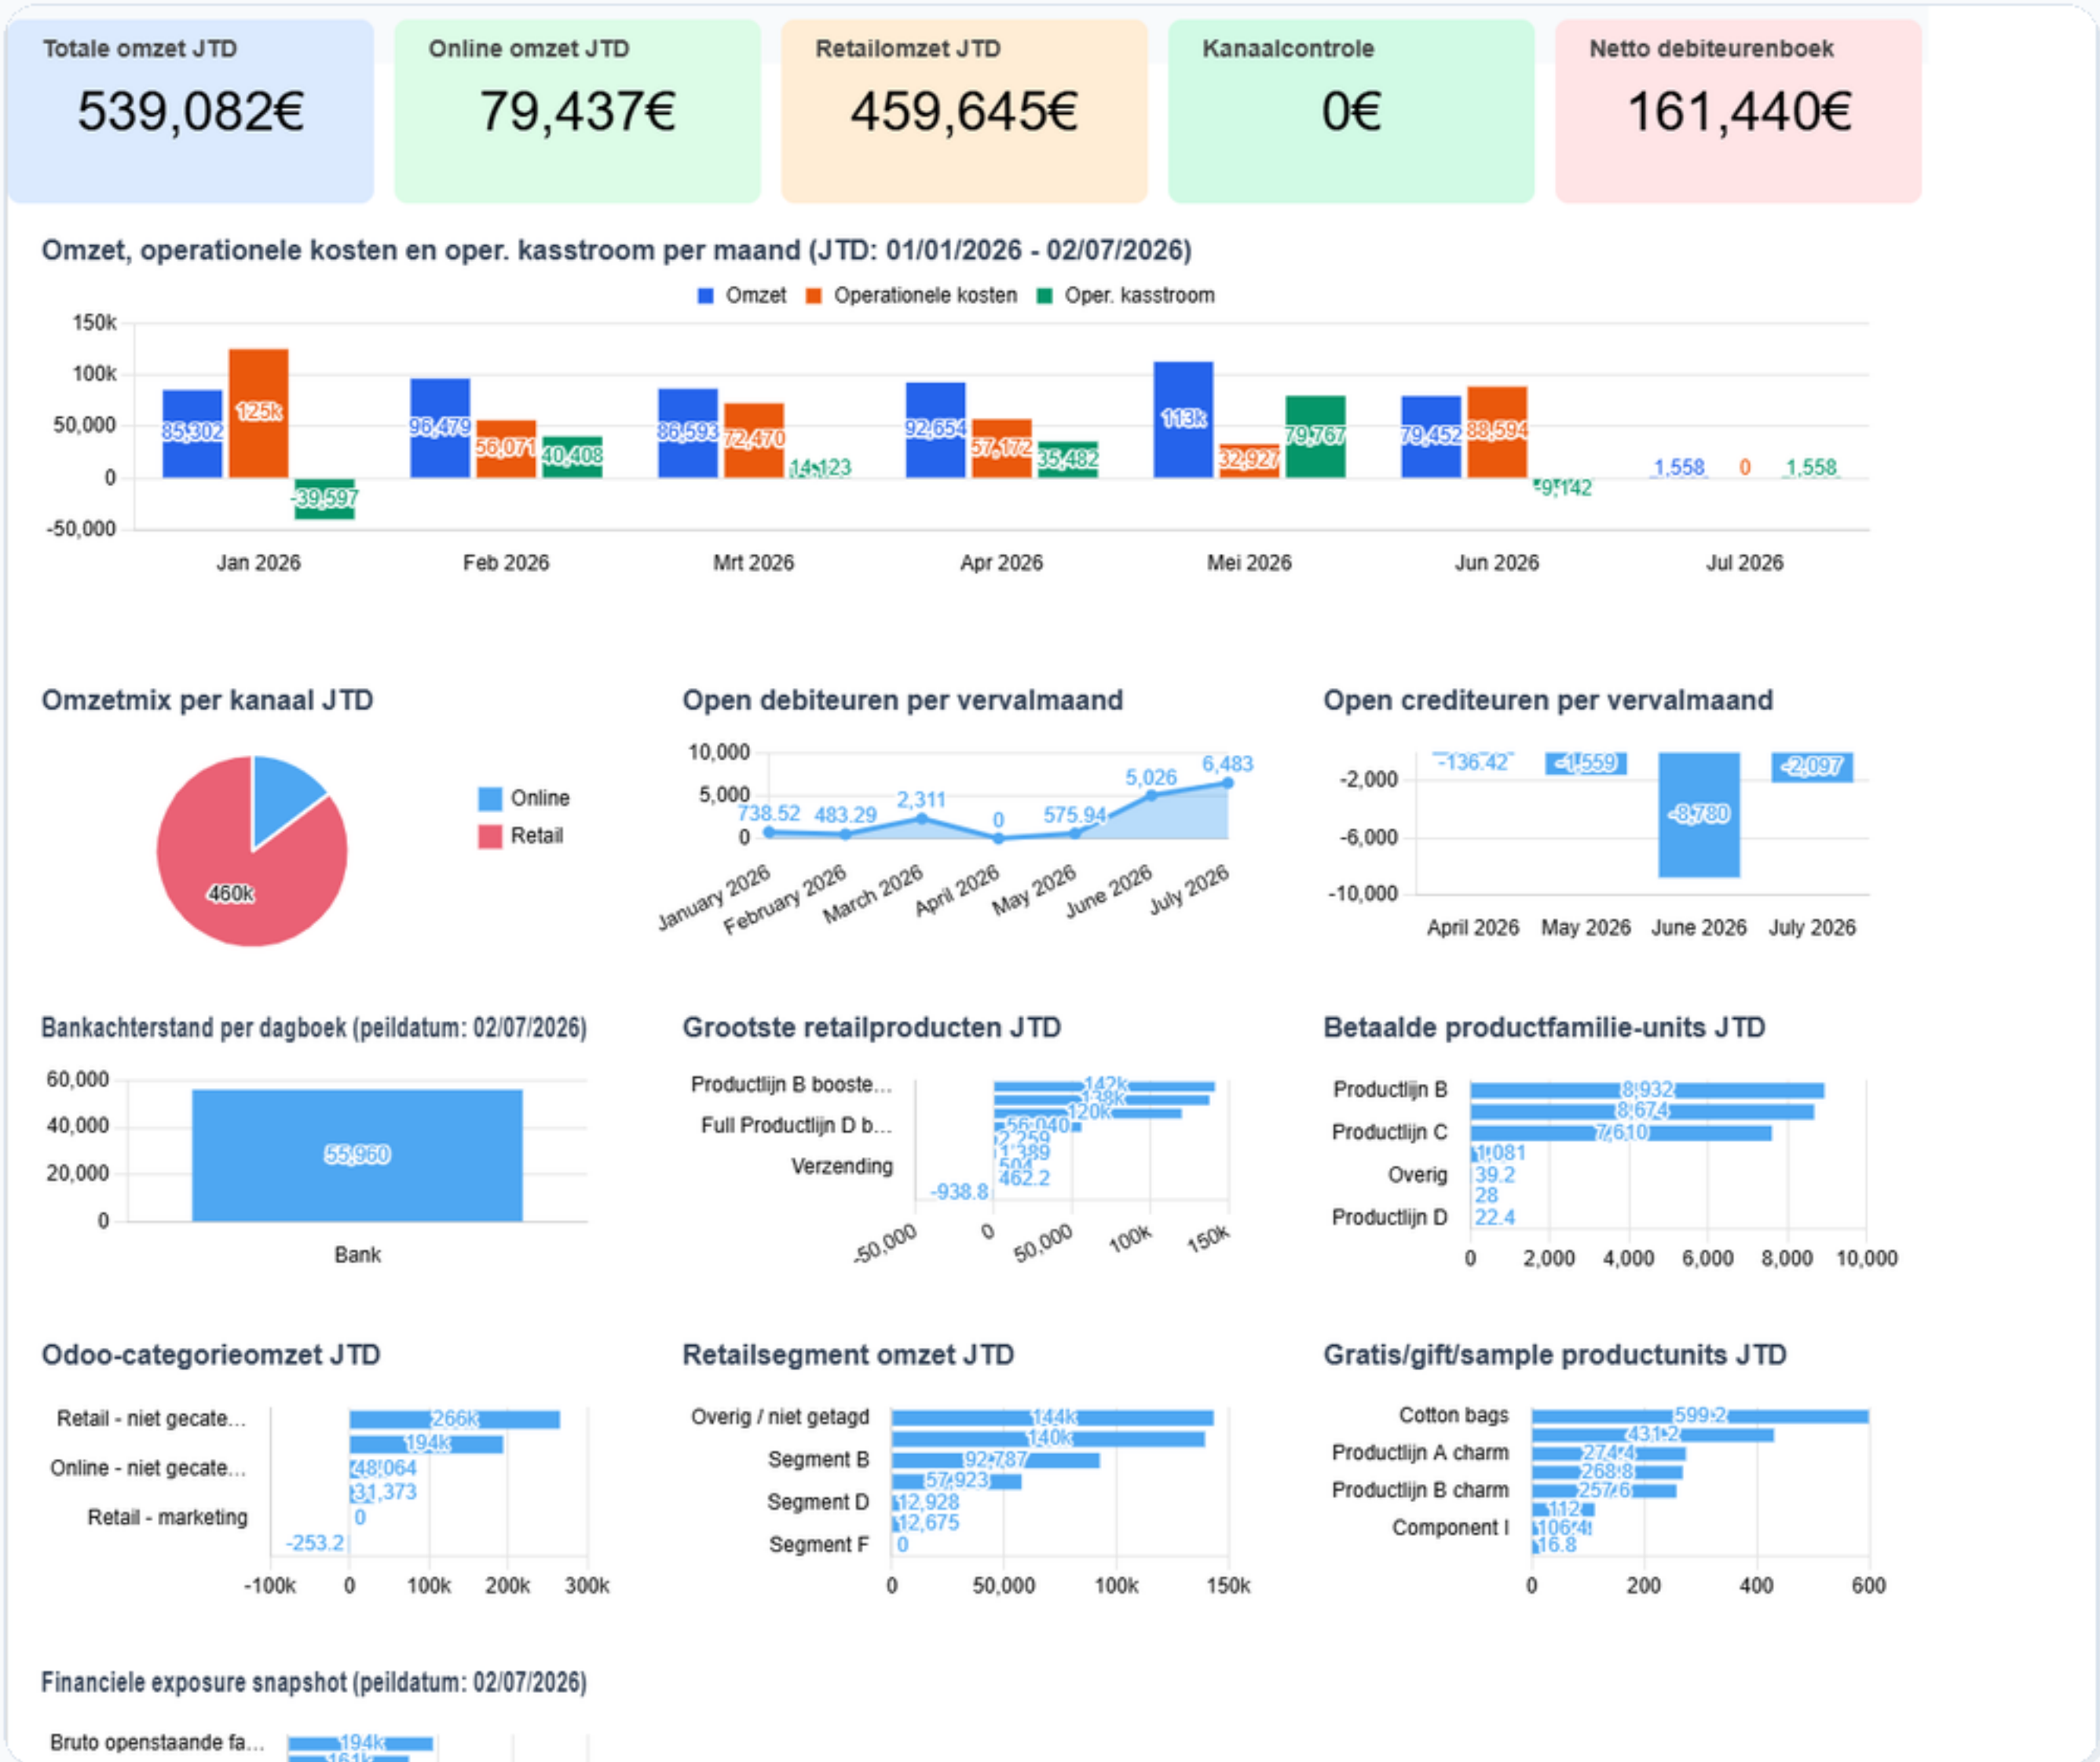 Totale omzet JTD
539,082€
Online omzet JTD
79,437€
Retailomzet JTD
459,645€
Kanaalcontrole
0€
Netto debiteurenboek
161,440€
Omzet, operationele kosten en oper. kasstroom per maand (JTD: 01/01/2026 - 02/07/2026)
Omzet Operationele kosten Oper. kasstroom
150k
100k
50,000
0
-50,000
85,302 125k -39,597
96,479 56,071 40,408
86,593 72,470 14,123
92,654 57,172 35,482
113k 32,927 79,767
79,452 88,594 -9,142
1,558 0 1,558
Jan 2026 Feb 2026 Mrt 2026 Apr 2026 Mei 2026 Jun 2026 Jul 2026
Omzetmix per kanaal JTD
460k
Online
Retail
Open debiteuren per vervalmaand
10,000
5,000
0
738.52 483.29 2,311 0 575.94 5,026 6,483
January 2026 February 2026 March 2026 April 2026 May 2026 June 2026 July 2026
Open crediteuren per vervalmaand
-2,000
-6,000
-10,000
-136.42 -1,559 -8,780 -2,097
April 2026 May 2026 June 2026 July 2026
Bankachterstand per dagboek (peildatum: 02/07/2026)
60,000
40,000
20,000
0
55,960
Bank
Grootste retailproducten JTD
Productlijn B booste... 142k
138k
120k
Full Productlijn D b... 56,040
2,259
1,389
Verzending 504
462.2
-938.8
-50,000 0 50,000 100k 150k
Betaalde productfamilie-units JTD
Productlijn B 8,932
8,674
Productlijn C 7,610
1,081
Overig 39.2
28
Productlijn D 22.4
0 2,000 4,000 6,000 8,000 10,000
Odoo-categorieomzet JTD
Retail - niet gecate... 266k
194k
Online - niet gecate... 48,064
31,373
Retail - marketing 0
-253.2
-100k 0 100k 200k 300k
Retailsegment omzet JTD
Overig / niet getagd 144k
140k
Segment B 92,787
57,923
Segment D 12,928
12,675
Segment F 0
0 50,000 100k 150k
Gratis/gift/sample productunits JTD
Cotton bags 599.2
431.2
Productlijn A charm 274.4
268.8
Productlijn B charm 257.6
112
Component I 106.4
16.8
0 200 400 600
Financiele exposure snapshot (peildatum: 02/07/2026)
Bruto openstaande fa... 194k
161k